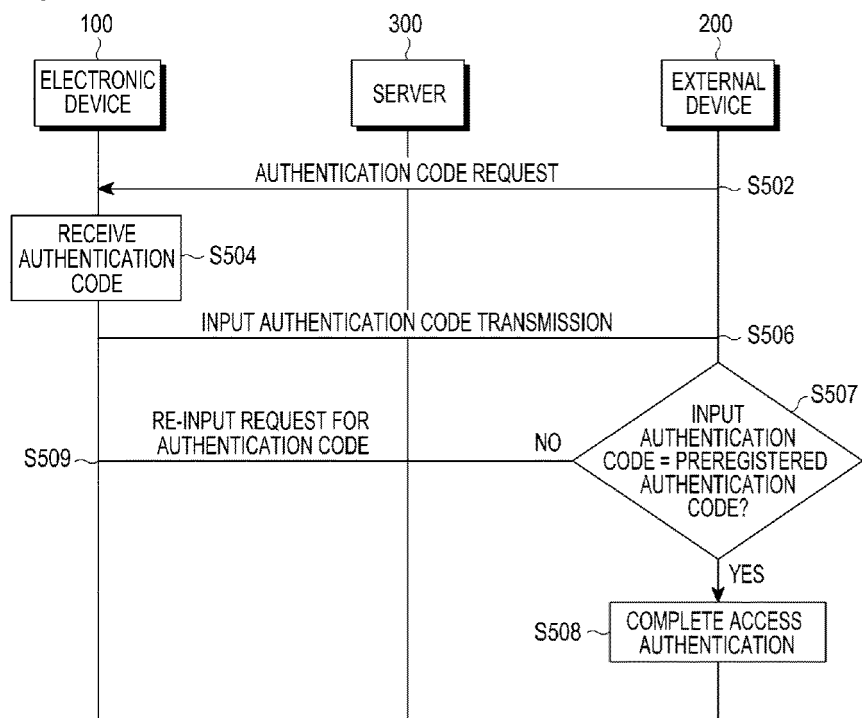 100
300
200
ELECTRONIC
DEVICE
SERVER
EXTERNAL
DEVICE
AUTHENTICATION CODE REQUEST
S502
RECEIVE
AUTHENTICATION
CODE
S504
INPUT AUTHENTICATION CODE TRANSMISSION
S506
S507
INPUT
AUTHENTICATION
CODE = PREREGISTERED
AUTHENTICATION
CODE?
RE-INPUT REQUEST FOR
AUTHENTICATION CODE
NO
S509
YES
S508
COMPLETE ACCESS
AUTHENTICATION